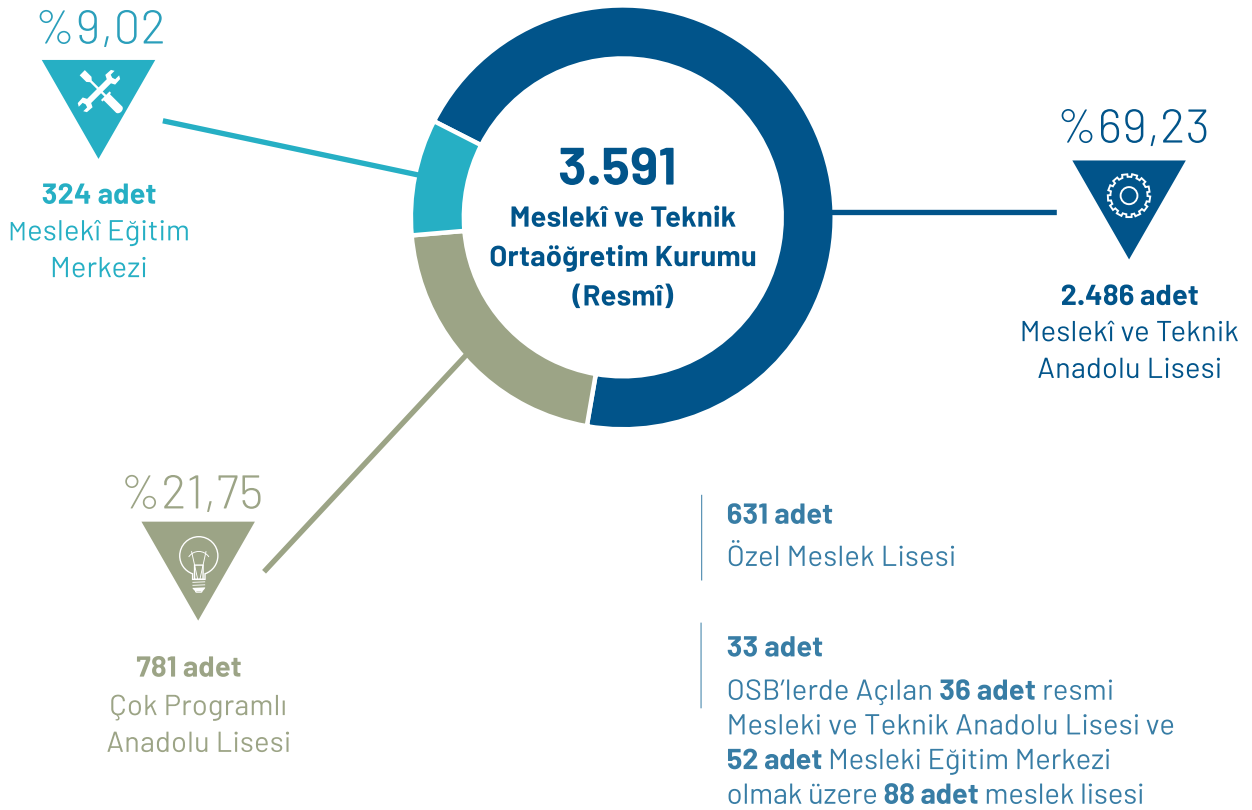 %9,02
324 adet
Meslekî Eğitim
Merkezi
3.591
Meslekî ve Teknik
Ortaöğretim Kurumu
(Resmî)
%69,23
2.486 adet
Meslekî ve Teknik
Anadolu Lisesi
%21,75
781 adet
Çok Programlı
Anadolu Lisesi
631 adet
Özel Meslek Lisesi
33 adet
OSB'lerde Açılan 36 adet resmi
Mesleki ve Teknik Anadolu Lisesi ve
52 adet Mesleki Eğitim Merkezi
olmak üzere 88 adet meslek lisesi